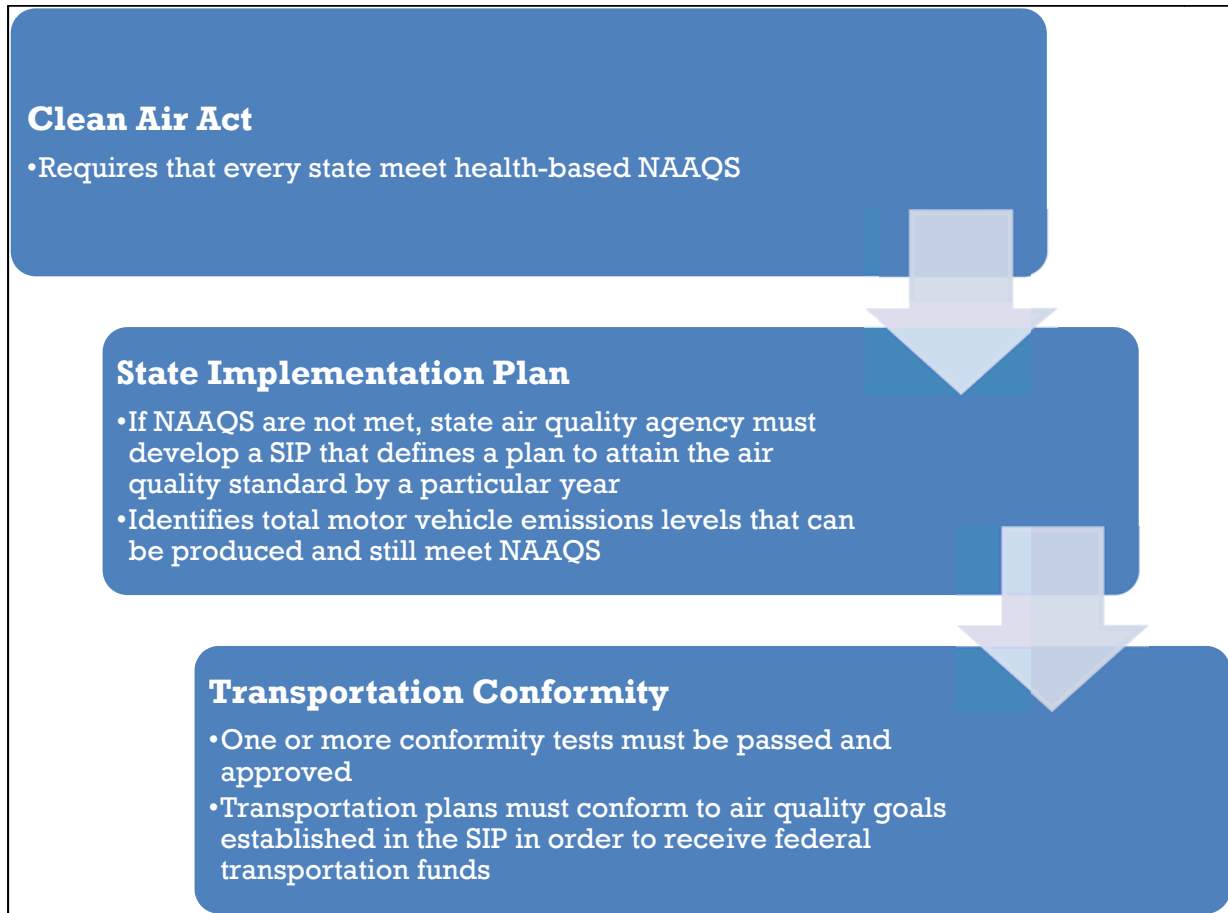 Clean Air Act
•Requires that every state meet health-based NAAQS
State Implementation Plan
•If NAAQS are not met, state air quality agency must
develop a SIP that defines a plan to attain the air
quality standard by a particular year
•Identifies total motor vehicle emissions levels that can
be produced and still meet NAAQS
Transportation Conformity
•One or more conformity tests must be passed and
approved
•Transportation plans must conform to air quality goals
established in the SIP in order to receive federal
transportation funds